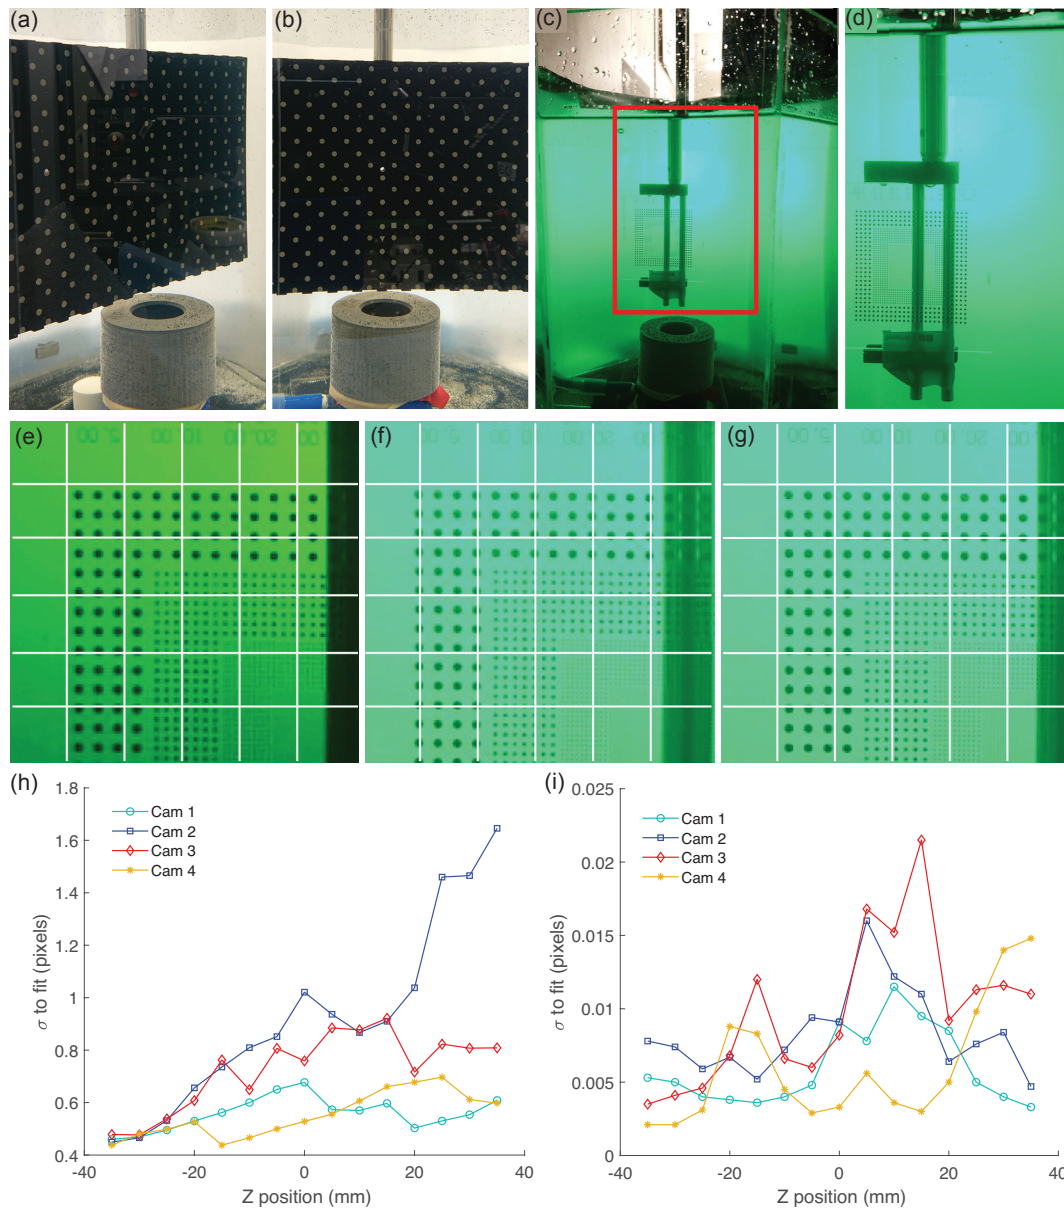 (a)
(b)
(c)
(d)
(e)
(f)
(g)
(h)
1.8
1.6
1.4
1.2
1
0.8
0.6
0.4
-40
-20
0
20
40
σ to fit (pixels)
Z position (mm)
Cam 1
Cam 2
Cam 3
Cam 4
(i)
0.025
0.02
0.015
0.01
0.005
0
-40
-20
0
20
40
σ to fit (pixels)
Z position (mm)
Cam 1
Cam 2
Cam 3
Cam 4